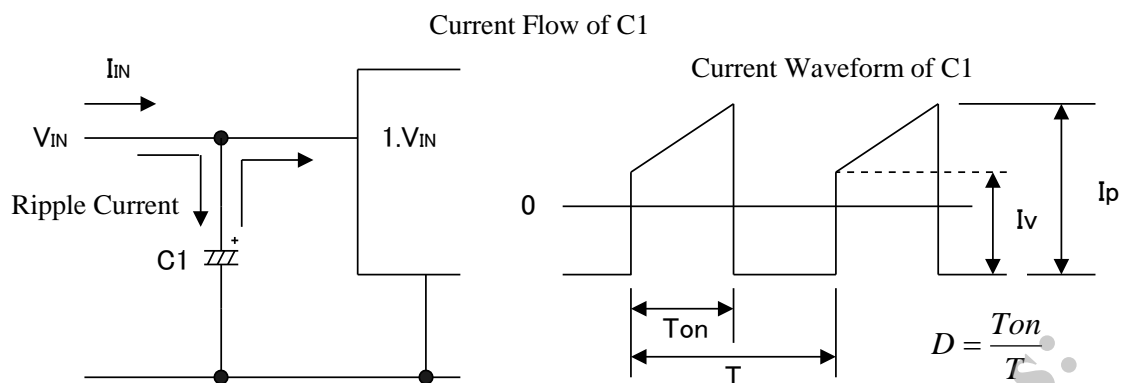 Current Flow of C1
Current Waveform of C1
IIN
VIN
1.VIN
Ripple Current
C1
+
0
Ip
Iv
Ton
T
D = Ton / T